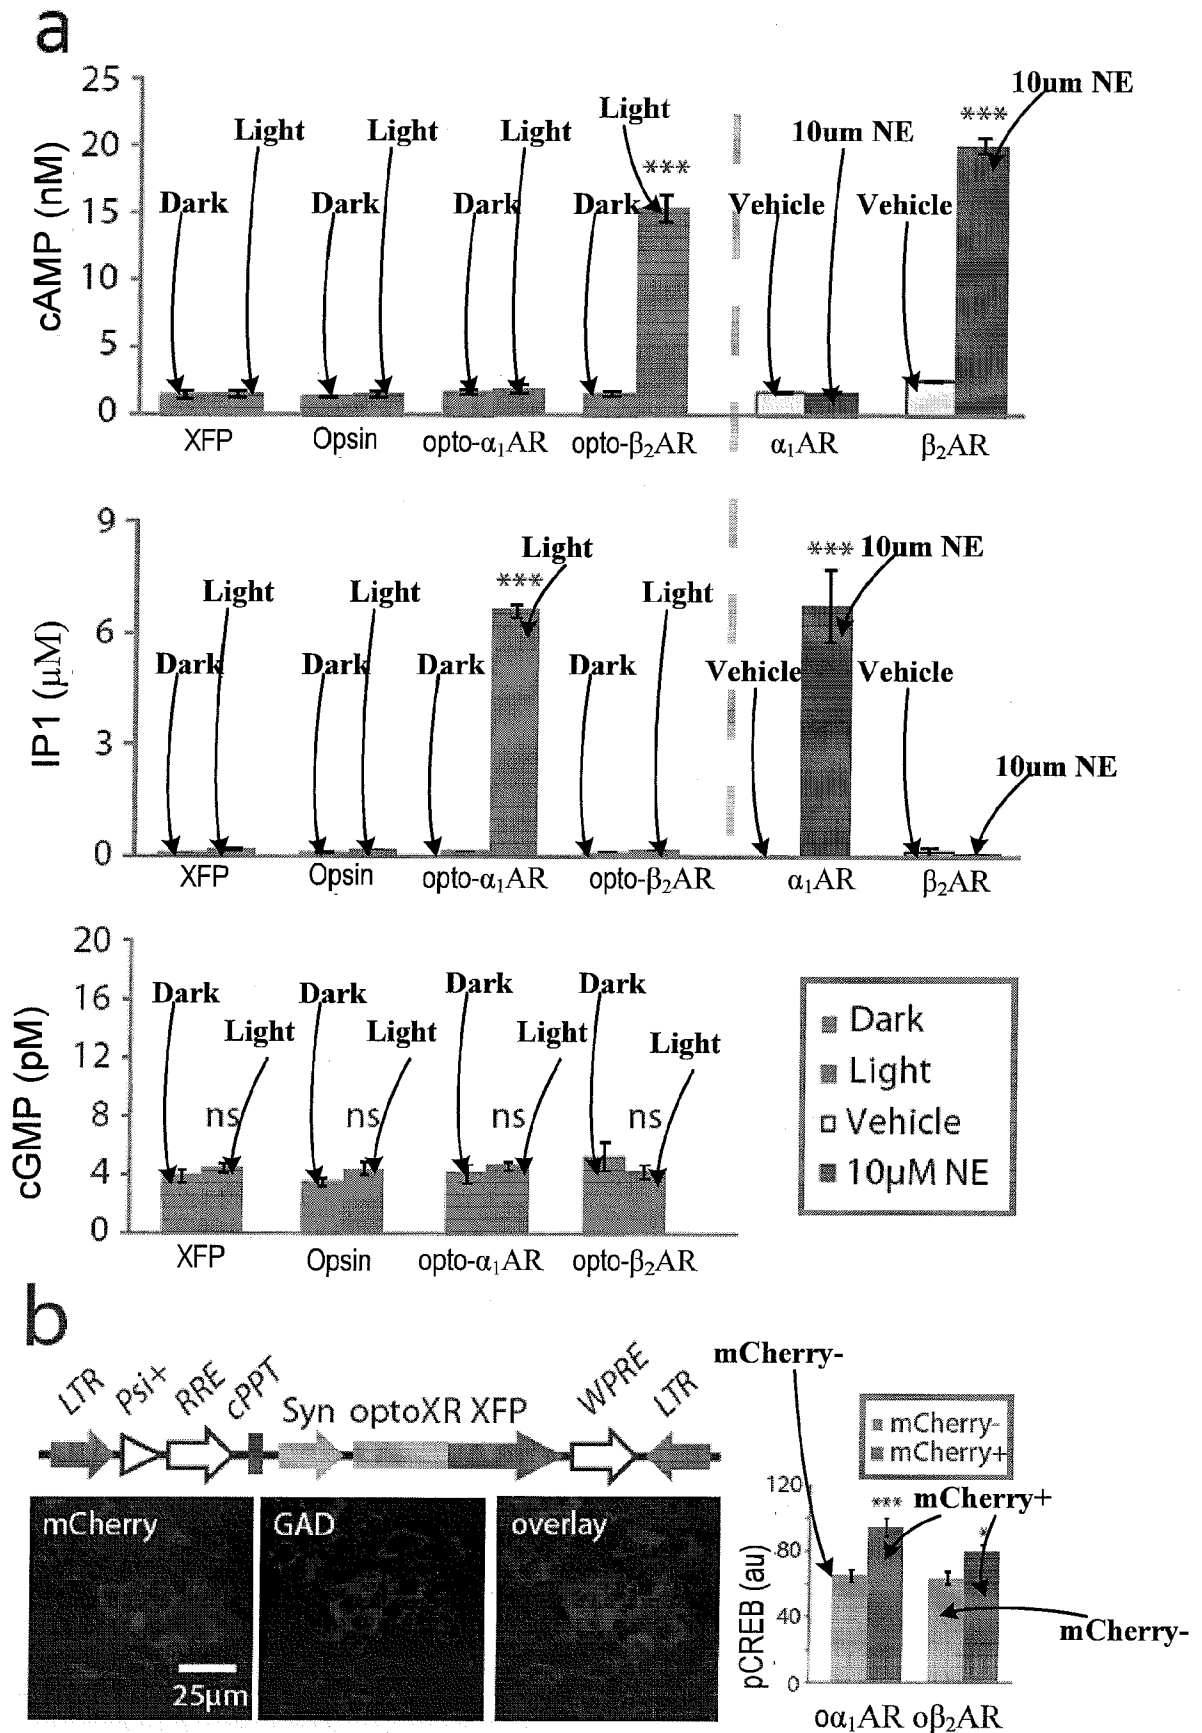 a
25
20
15
10
5
0
cAMP (nM)
Dark
Light
Dark
Light
Dark
Light
Dark
Light
***
Vehicle
10um NE
Vehicle
10um NE
***
XFP
Opsin
opto-α₁AR
opto-β₂AR
α₁AR
β₂AR
9
6
3
0
IP1 (μM)
Dark
Light
Dark
Light
Dark
Light
***
Dark
Light
Vehicle
*** 10um NE
Vehicle
10um NE
XFP
Opsin
opto-α₁AR
opto-β₂AR
α₁AR
β₂AR
20
16
12
8
4
0
cGMP (pM)
Dark
Light
ns
Dark
Light
ns
Dark
Light
ns
Dark
Light
ns
XFP
Opsin
opto-α₁AR
opto-β₂AR
Dark
Light
Vehicle
10μM NE
b
LTR Psi+ RRE cPPT Syn optoXR XFP WPRE LTR
mCherry
25μm
GAD
overlay
mCherry-
mCherry-
mCherry+
120
80
40
0
pCREB (au)
*** mCherry+
*
mCherry-
oα₁AR oβ₂AR